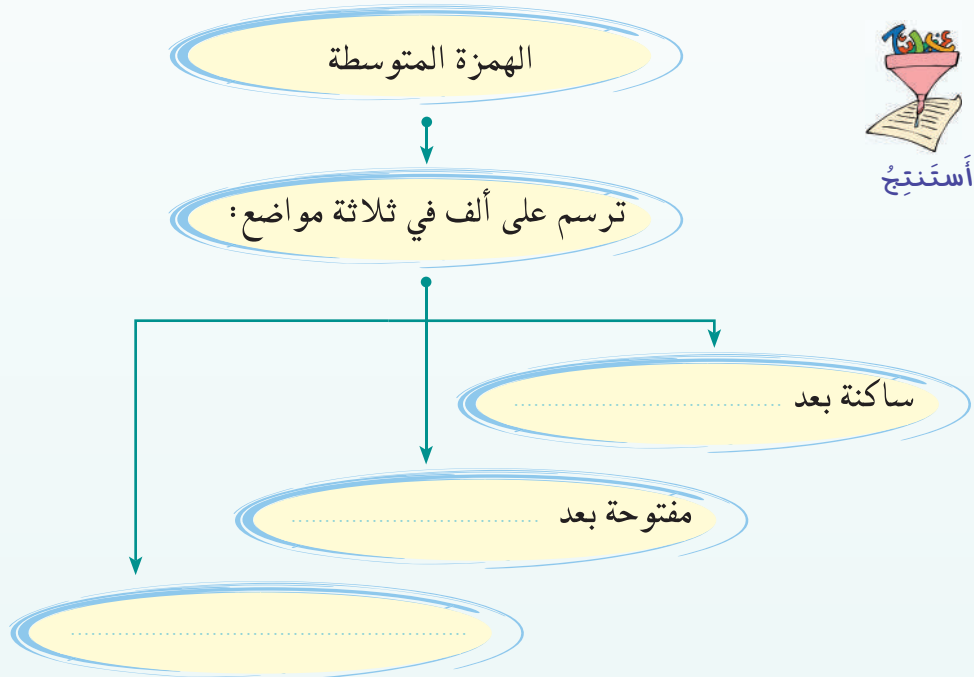 الهمزة المتوسطة
أَستَنتِجُ
ترسم على ألف في ثلاثة مواضع:
ساكنة بعد ................
مفتوحة بعد ................
................